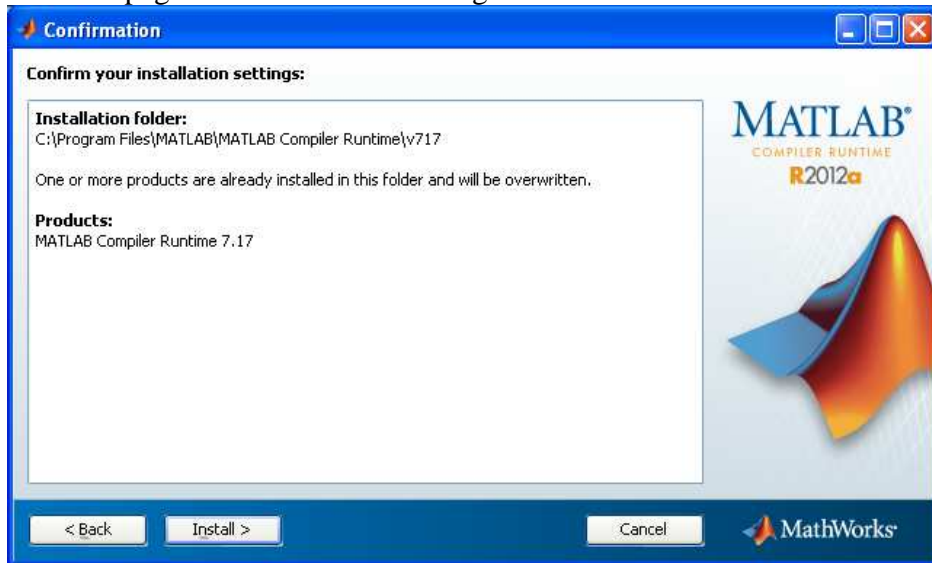 Confirmation
Confirm your installation settings:
Installation folder:
C:\Program Files\MATLAB\MATLAB Compiler Runtime\v717
One or more products are already installed in this folder and will be overwritten.
Products:
MATLAB Compiler Runtime 7.17
MATLAB®
COMPILER RUNTIME
R2012a
< Back
Install >
Cancel
MathWorks®